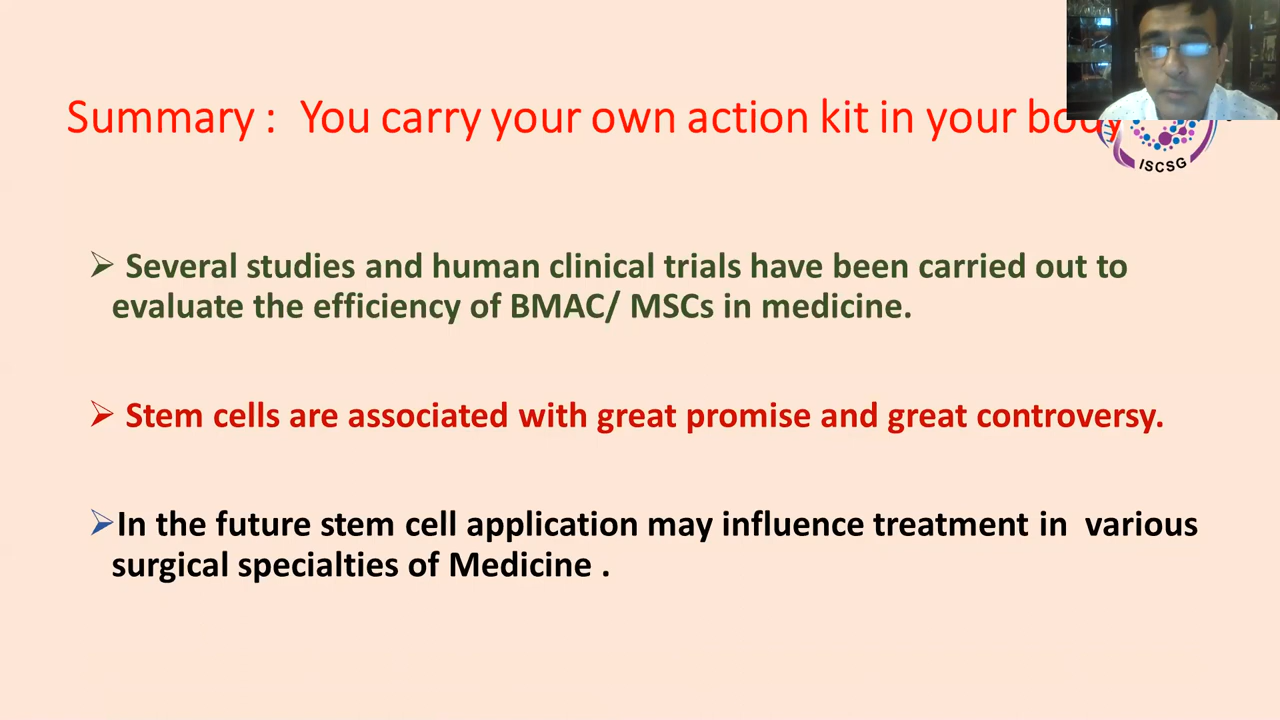 Summary : You carry your own action kit in your body
➢ Several studies and human clinical trials have been carried out to
evaluate the efficiency of BMAC/ MSCs in medicine.
➢ Stem cells are associated with great promise and great controversy.
➢In the future stem cell application may influence treatment in various
surgical specialties of Medicine .
ISCSG